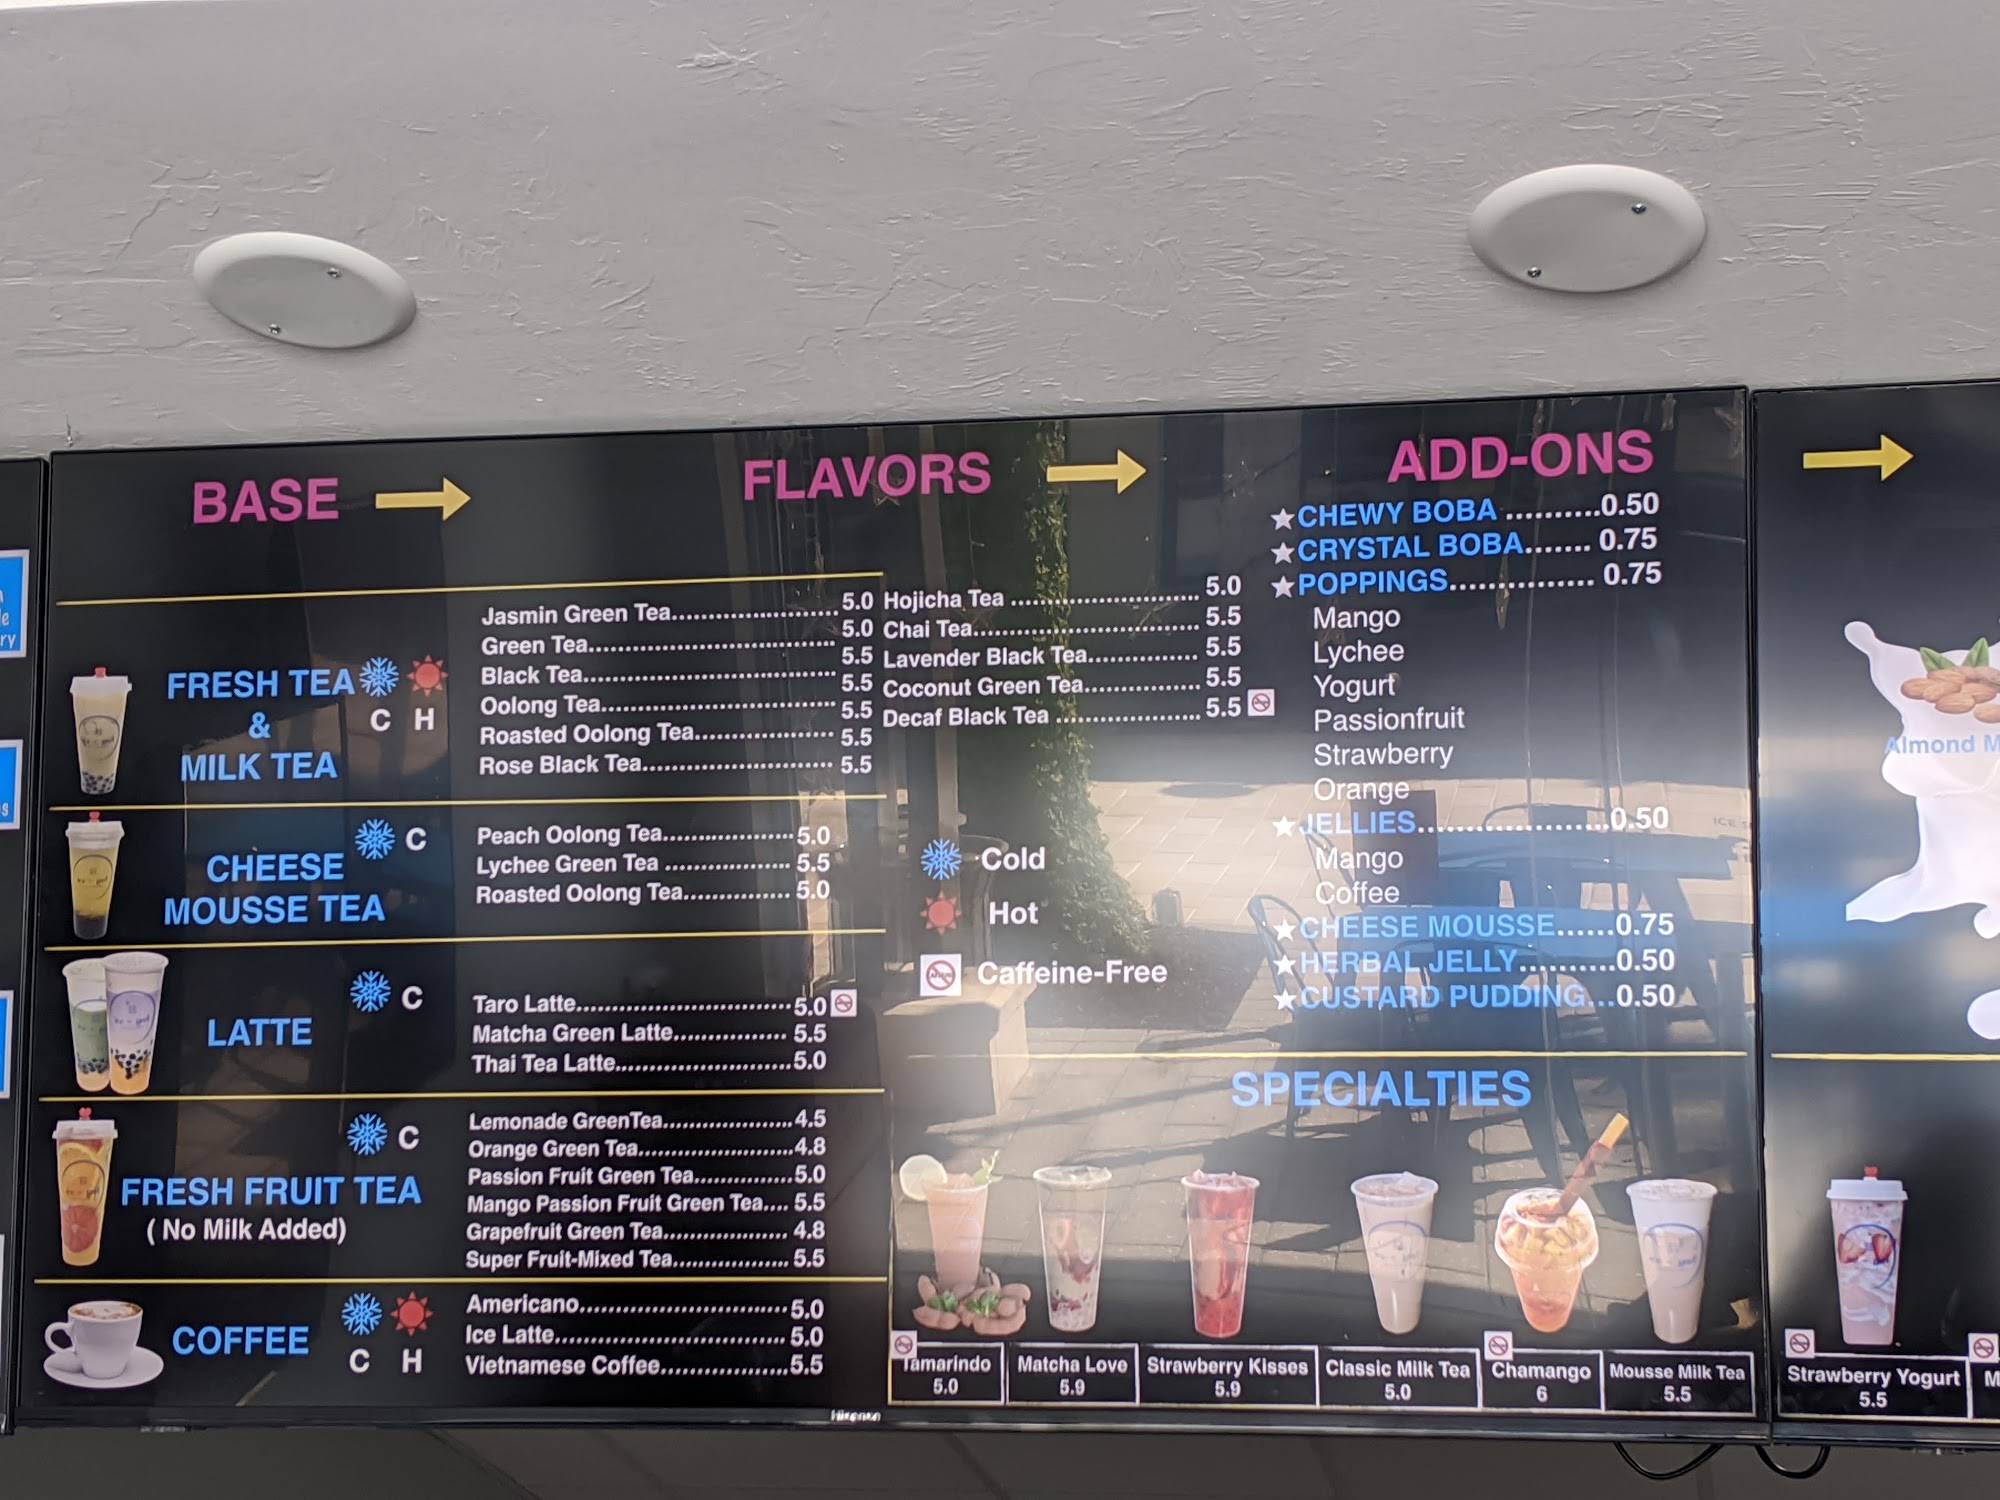 BASE
FLAVORS
ADD-ONS
FRESH TEA
&
MILK TEA
C H
Jasmin Green Tea..................... 5.0
Green Tea............................... 5.0
Black Tea................................ 5.5
Oolong Tea............................. 5.5
Roasted Oolong Tea................. 5.5
Rose Black Tea........................ 5.5
5.5
Hojicha Tea ........................... 5.0
Chai Tea................................ 5.5
Lavender Black Tea............... 5.5
Coconut Green Tea................ 5.5
Decaf Black Tea .................... 5.5
CHEESE
MOUSSE TEA
C
Peach Oolong Tea.................... 5.0
Lychee Green Tea ................... 5.5
Roasted Oolong Tea................. 5.0
LATTE
C
Taro Latte................................ 5.0
Matcha Green Latte................. 5.5
Thai Tea Latte.......................... 5.0
FRESH FRUIT TEA
( No Milk Added)
C
Lemonade GreenTea.................... 4.5
Orange Green Tea........................ 4.8
Passion Fruit Green Tea............... 5.0
Mango Passion Fruit Green Tea.... 5.5
Grapefruit Green Tea.................... 4.8
Super Fruit-Mixed Tea.................. 5.5
COFFEE
C H
Americano................................ 5.0
Ice Latte.................................... 5.0
Vietnamese Coffee.................... 5.5
Cold
Hot
Caffeine-Free
CHEWY BOBA ..........0.50
CRYSTAL BOBA....... 0.75
POPPINGS............... 0.75
Mango
Lychee
Yogurt
Passionfruit
Strawberry
Orange
JELLIES....................0.50
Mango
Coffee
CHEESE MOUSSE......0.75
HERBAL JELLY..........0.50
CUSTARD PUDDING...0.50
SPECIALTIES
Tamarindo
5.0
Matcha Love
5.9
Strawberry Kisses
5.9
Classic Milk Tea
5.0
Chamango
6
Mousse Milk Tea
5.5
Hisense
Almond M
Strawberry Yogurt
5.5